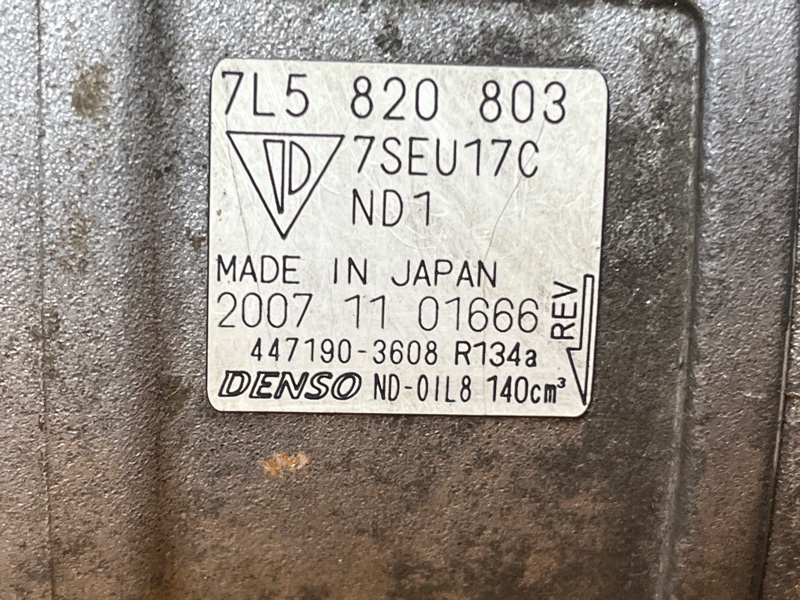 7L5 820 803
7SEU17C
ND1
MADE IN JAPAN
2007 11 01666
447190-3608 R134a
DENSO ND-OIL8 140cm³
REV